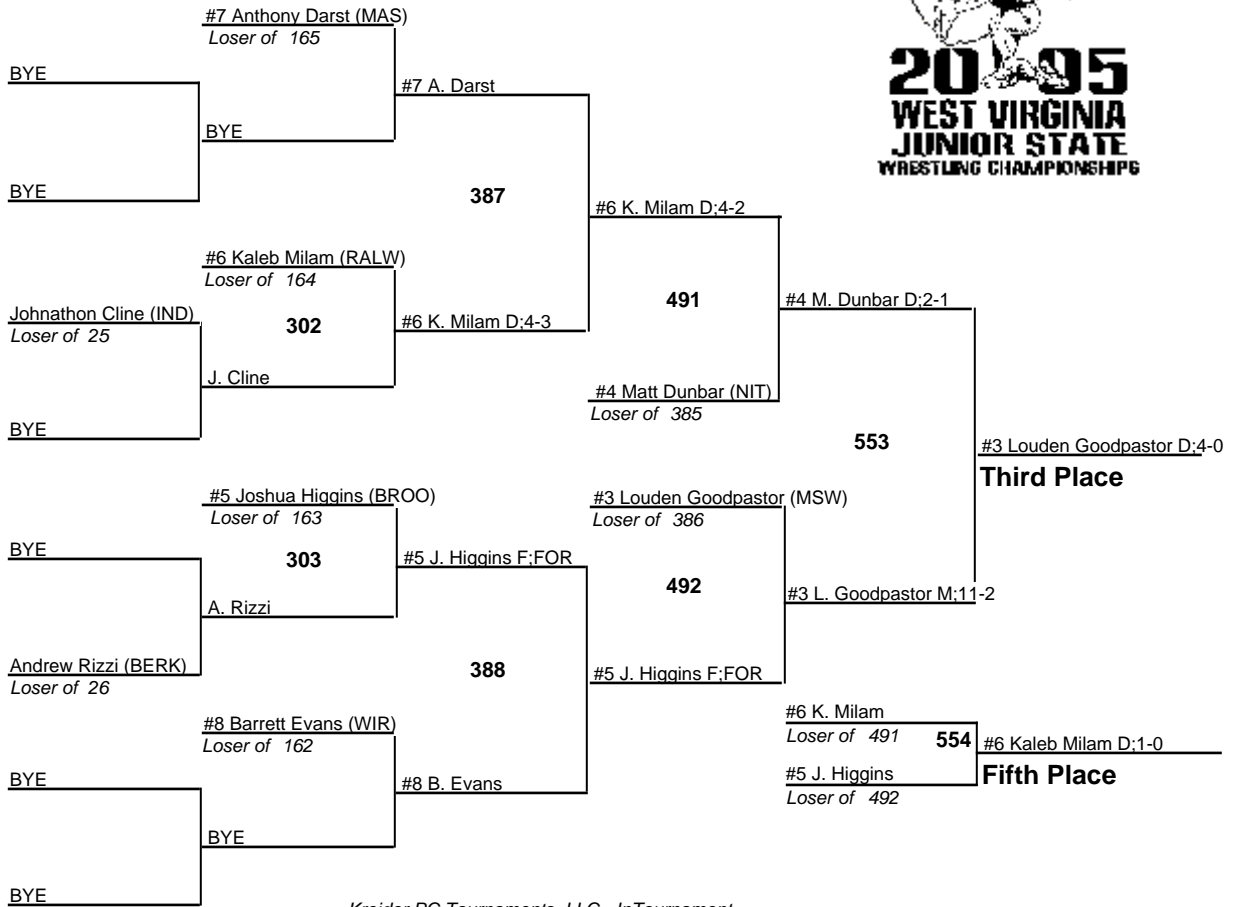 #7 Anthony Darst (MAS)
Loser of 165
BYE
#7 A. Darst
BYE
BYE
387
#6 K. Milam D;4-2
#6 Kaleb Milam (RALW)
Loser of 164
Johnathon Cline (IND)
Loser of 25
302
#6 K. Milam D;4-3
491
#4 M. Dunbar D;2-1
J. Cline
#4 Matt Dunbar (NIT)
Loser of 385
BYE
553
#3 Louden Goodpastor D;4-0
Third Place
#5 Joshua Higgins (BROO)
Loser of 163
#3 Louden Goodpastor (MSW)
Loser of 386
BYE
303
#5 J. Higgins F;FOR
492
#3 L. Goodpastor M;11-2
A. Rizzi
Andrew Rizzi (BERK)
Loser of 26
388
#5 J. Higgins F;FOR
#8 Barrett Evans (WIR)
Loser of 162
#6 K. Milam
Loser of 491
554
#6 Kaleb Milam D;1-0
Fifth Place
BYE
#8 B. Evans
#5 J. Higgins
Loser of 492
BYE
BYE
20 05
WEST VIRGINIA
JUNIOR STATE
WRESTLING CHAMPIONSHIPS